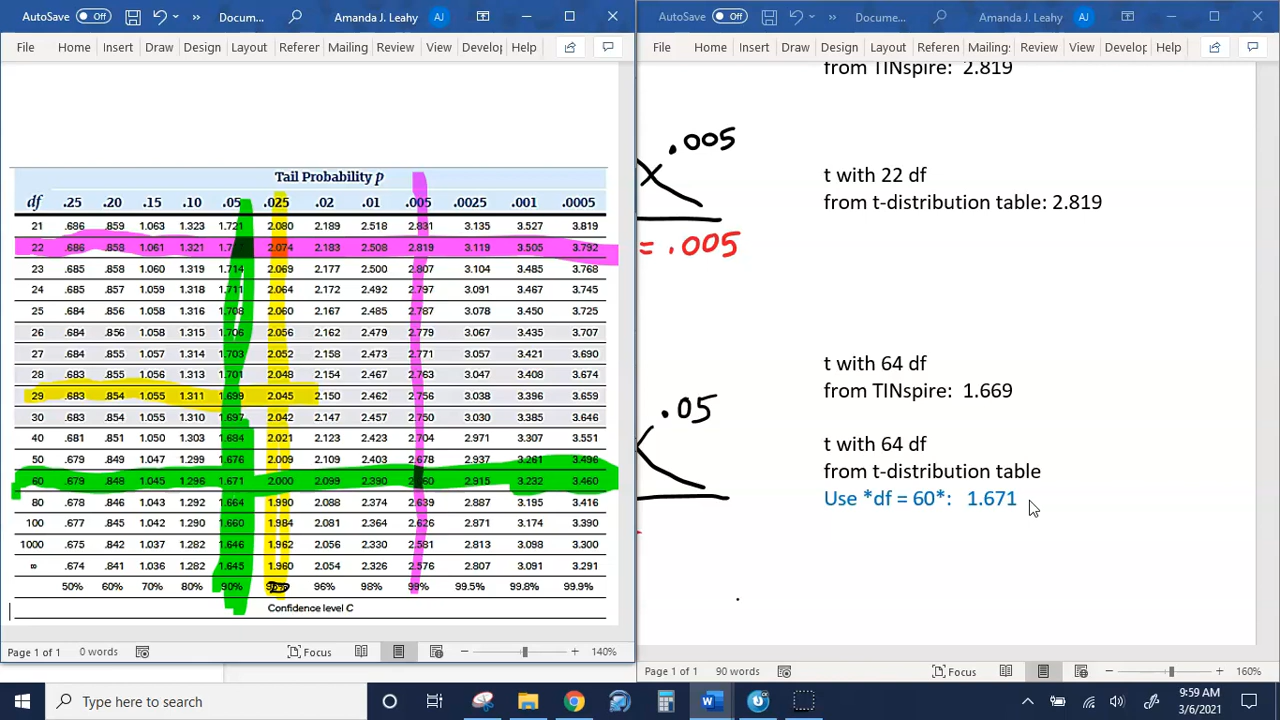 AutoSave Off Docum... Amanda J. Leahy AJ
File Home Insert Draw Design Layout Referer Mailing Review View Develop Help
Tail Probability p
df .25 .20 .15 .10 .05 .025 .02 .01 .005 .0025 .001 .0005
21 .686 .859 1.063 1.323 1.721 2.080 2.189 2.518 2.831 3.135 3.527 3.819
22 .686 .858 1.061 1.321 2.074 2.183 2.508 2.819 3.119 3.505 3.792
23 .685 .858 1.060 1.319 1.714 2.069 2.177 2.500 2.807 3.104 3.485 3.768
24 .685 .857 1.059 1.318 1.711 2.064 2.172 2.492 2.797 3.091 3.467 3.745
25 .684 .856 1.058 1.316 1.708 2.060 2.167 2.485 2.787 3.078 3.450 3.725
26 .684 .856 1.058 1.315 1.706 2.056 2.162 2.479 2.779 3.067 3.435 3.707
27 .684 .855 1.057 1.314 1.703 2.052 2.158 2.473 2.771 3.057 3.421 3.690
28 .683 .855 1.056 1.313 1.701 2.048 2.154 2.467 2.763 3.047 3.408 3.674
29 .683 .854 1.055 1.311 1.699 2.045 2.150 2.462 2.756 3.038 3.396 3.659
30 .683 .854 1.055 1.310 1.697 2.042 2.147 2.457 2.750 3.030 3.385 3.646
40 .681 .851 1.050 1.303 1.684 2.021 2.123 2.423 2.704 2.971 3.307 3.551
50 .679 .849 1.047 1.299 1.676 2.009 2.109 2.403 2.678 2.937 3.261 3.496
60 .679 .848 1.045 1.296 1.671 2.000 2.099 2.390 2.915 3.232 3.460
80 .678 .846 1.043 1.292 1.664 1.990 2.088 2.374 2.639 2.887 3.195 3.416
100 .677 .845 1.042 1.290 1.660 1.984 2.081 2.364 2.626 2.871 3.174 3.390
1000 .675 .842 1.037 1.282 1.646 1.962 2.056 2.330 2.581 2.813 3.098 3.300
∞ .674 .841 1.036 1.282 1.645 1.960 2.054 2.326 2.576 2.807 3.091 3.291
50% 60% 70% 80% 90% 96% 98% 99% 99.5% 99.8% 99.9%
Confidence level C
Page 1 of 1 0 words Focus 140%
AutoSave Off Docume... Amanda J. Leahy AJ
File Home Insert Draw Design Layout Referen Mailings Review View Develop Help
from TINspire: 2.819
.005
t with 22 df
from t-distribution table: 2.819
= .005
t with 64 df
from TINspire: 1.669
.05
t with 64 df
from t-distribution table
Use *df = 60*: 1.671
Page 1 of 1 90 words Focus 160%
Type here to search
9:59 AM
3/6/2021